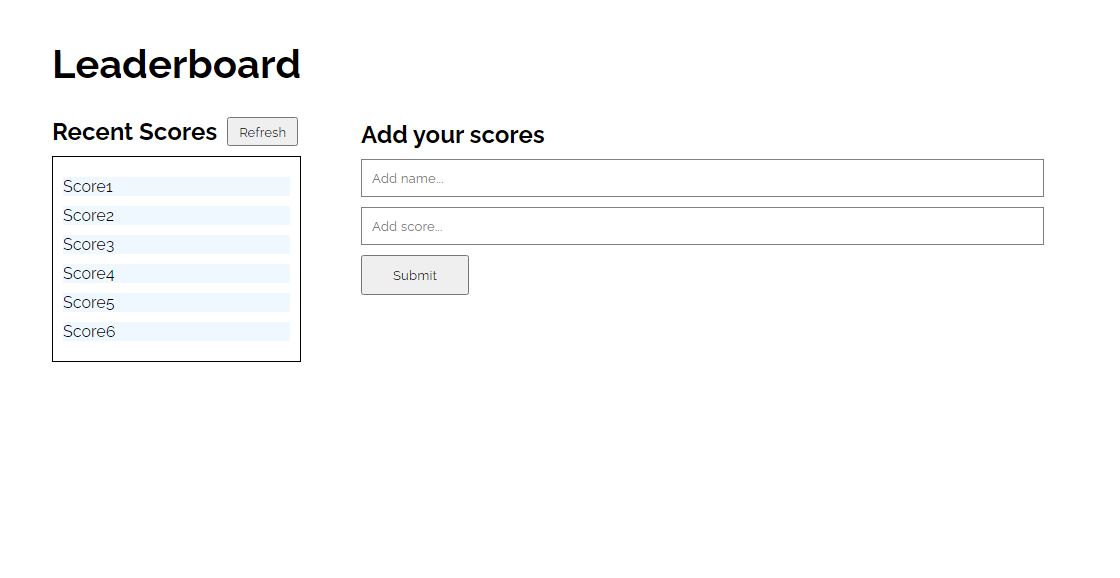 Leaderboard
Recent Scores
Refresh
Score1
Score2
Score3
Score4
Score5
Score6
Add your scores
Add name...
Add score...
Submit